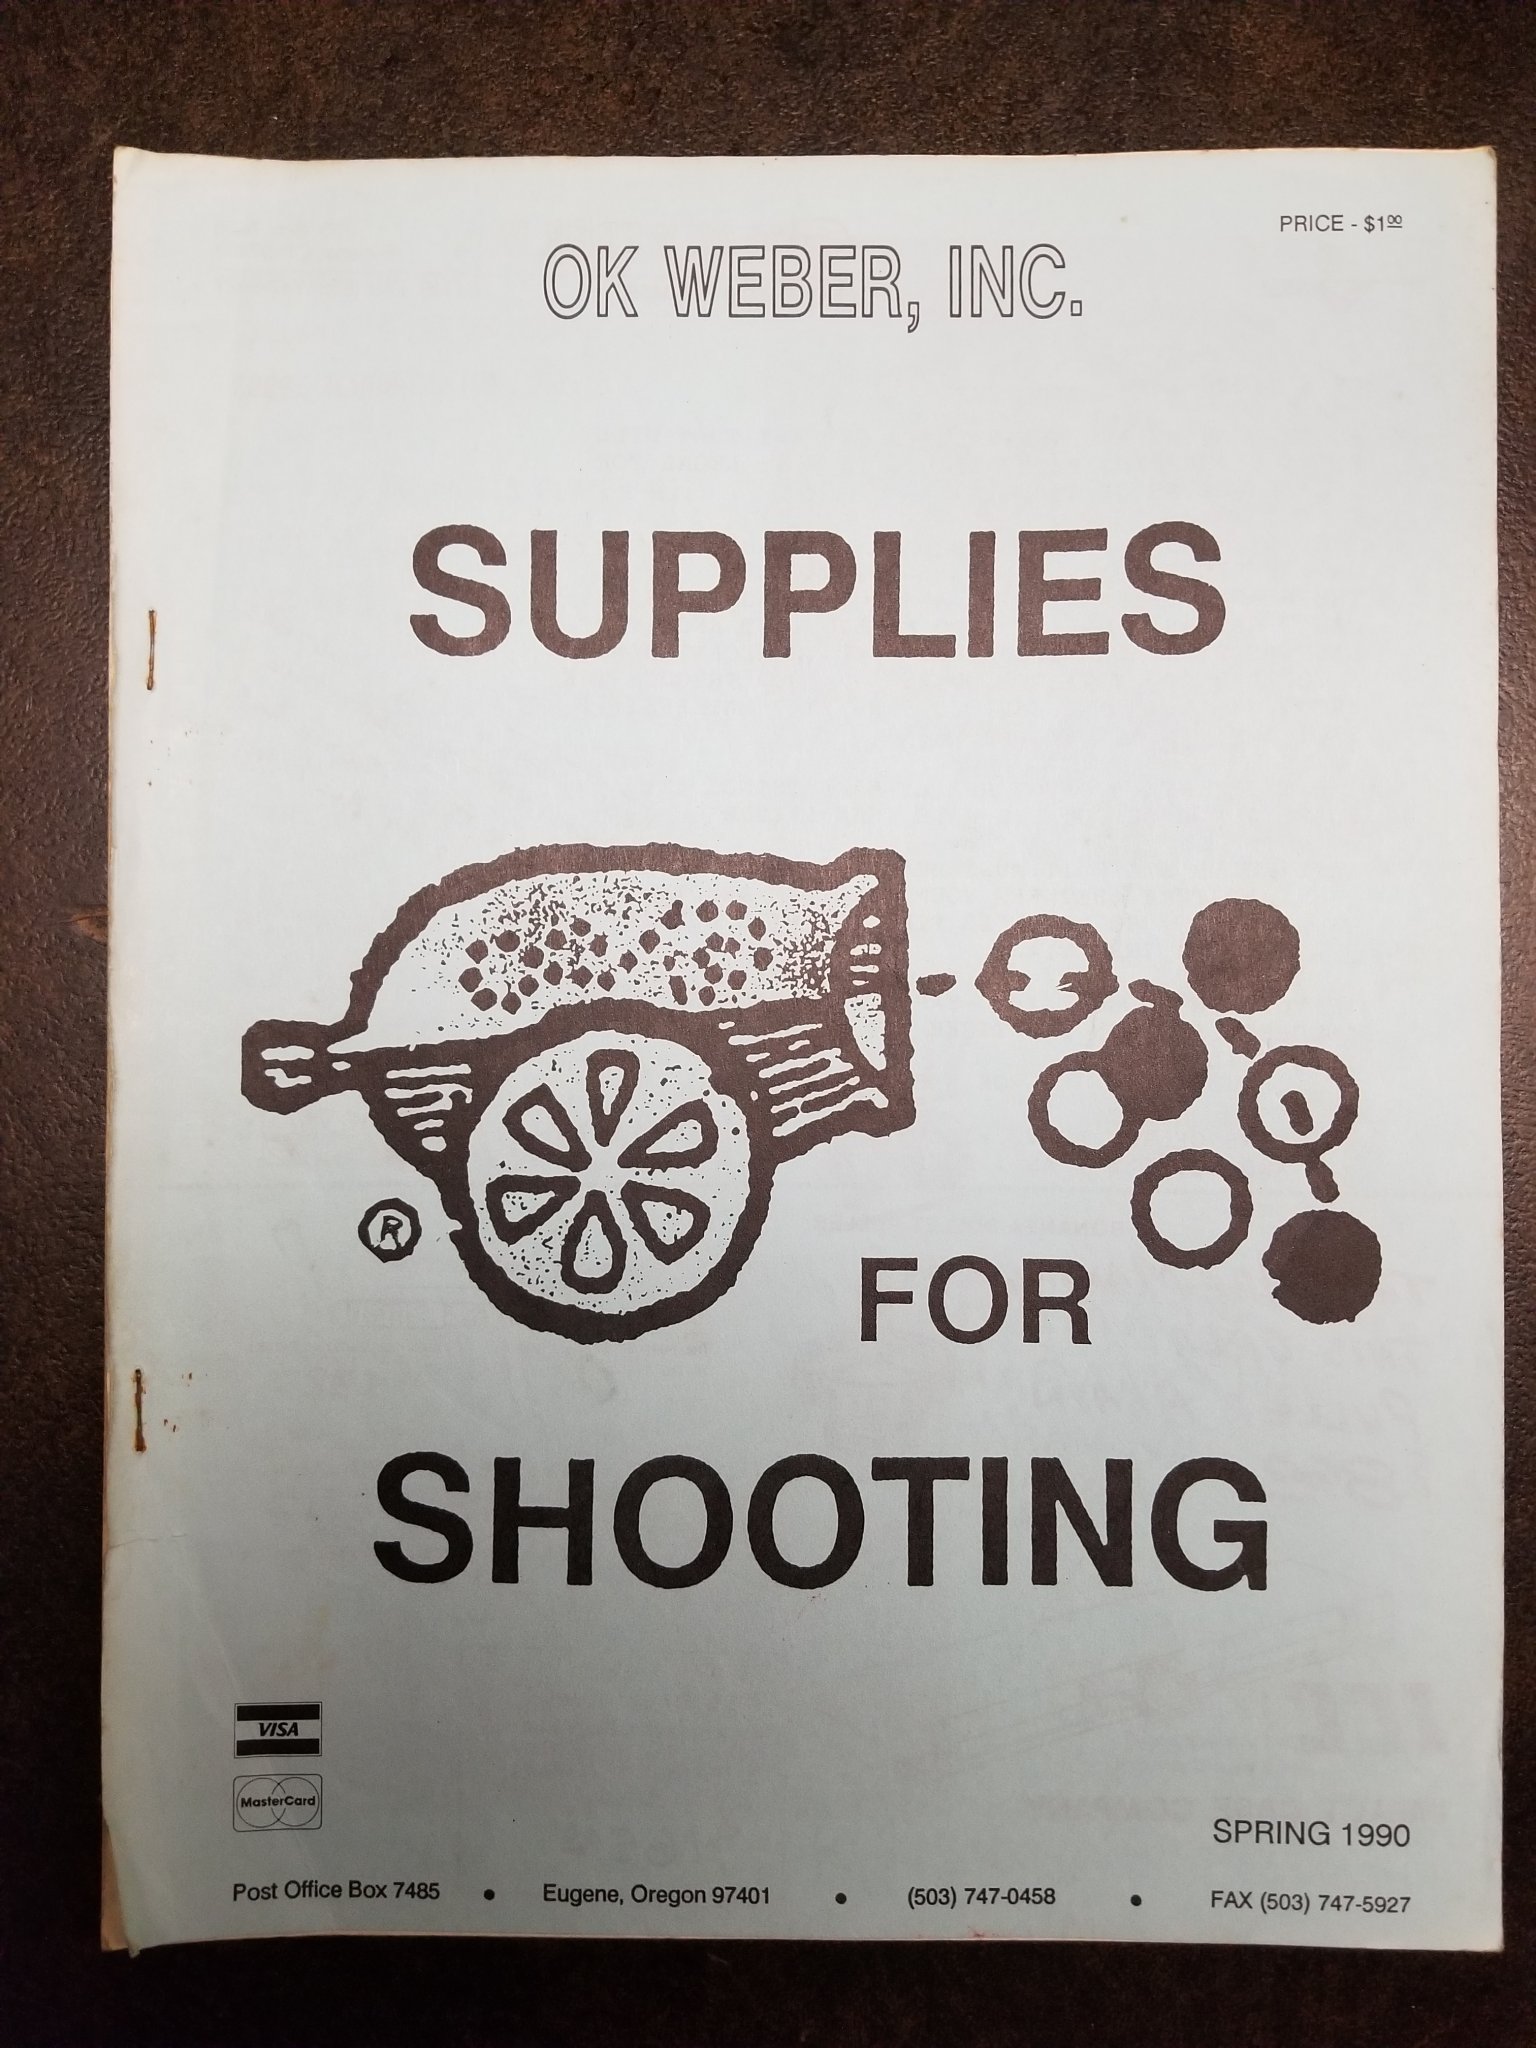 PRICE - $1.00
OK WEBER, INC.
SUPPLIES
®
FOR
SHOOTING
VISA
MasterCard
SPRING 1990
Post Office Box 7485 • Eugene, Oregon 97401 • (503) 747-0458 • FAX (503) 747-5927